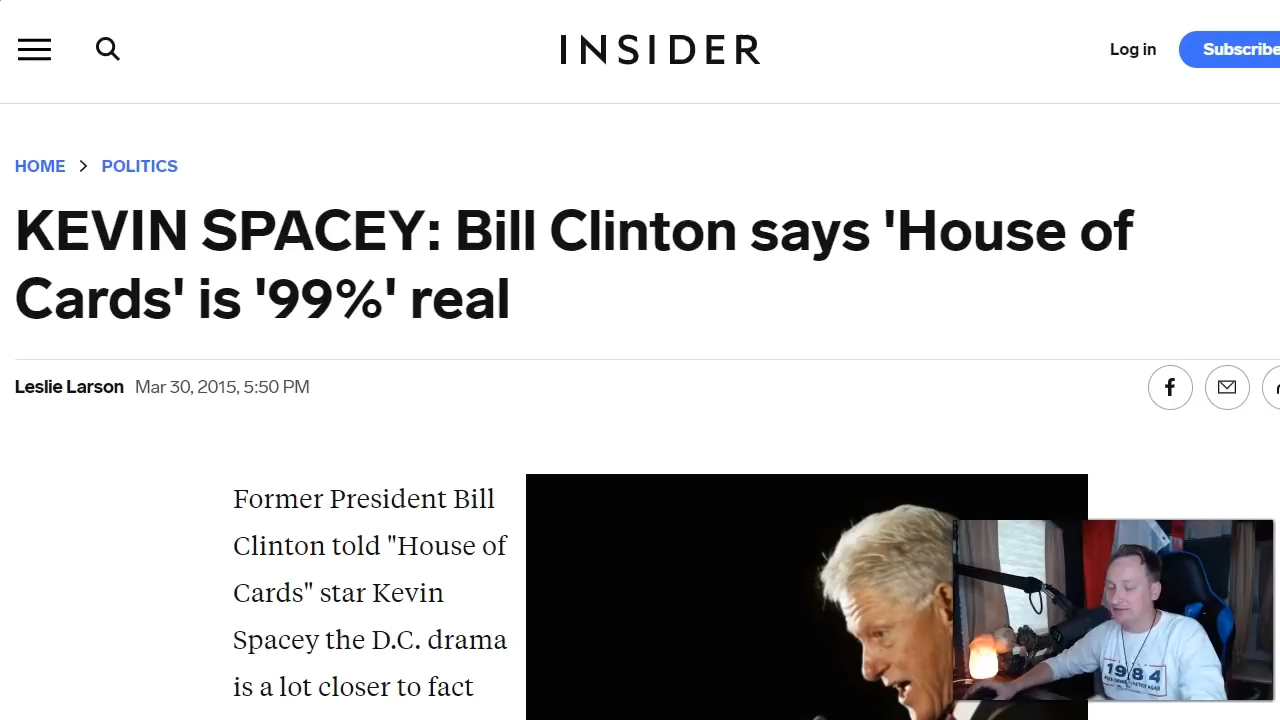 INSIDER
Log in
Subscribe
HOME > POLITICS
KEVIN SPACEY: Bill Clinton says 'House of
Cards' is '99%' real
Leslie Larson Mar 30, 2015, 5:50 PM
Former President Bill
Clinton told "House of
Cards" star Kevin
Spacey the D.C. drama
is a lot closer to fact
1984